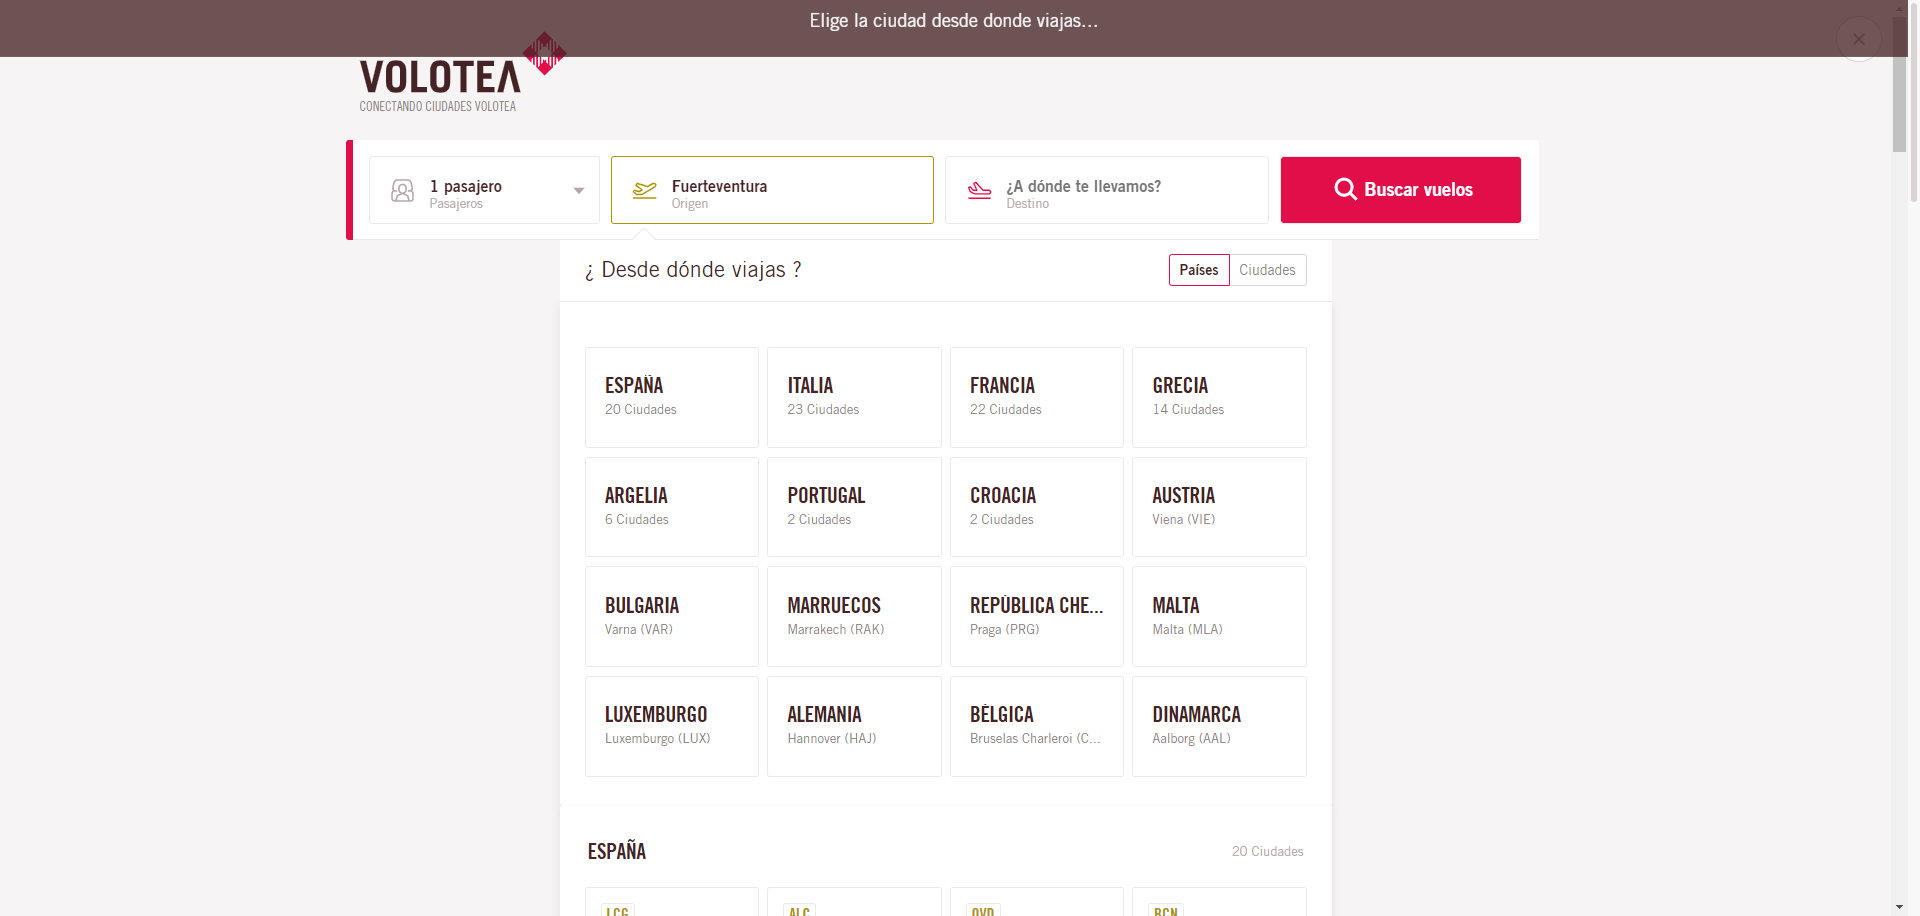 Elige la ciudad desde donde viajas...
VOLOTEA
CONECTANDO CIUDADES VOLOTEA
1 pasajero
Pasajeros
Fuerteventura
Origen
¿A dónde te llevamos?
Destino
Buscar vuelos
¿ Desde dónde viajas ?
Países
Ciudades
ESPAÑA
20 Ciudades
ITALIA
23 Ciudades
FRANCIA
22 Ciudades
GRECIA
14 Ciudades
ARGELIA
6 Ciudades
PORTUGAL
2 Ciudades
CROACIA
2 Ciudades
AUSTRIA
Viena (VIE)
BULGARIA
Varna (VAR)
MARRUECOS
Marrakech (RAK)
REPÚBLICA CHE...
Praga (PRG)
MALTA
Malta (MLA)
LUXEMBURGO
Luxemburgo (LUX)
ALEMANIA
Hannover (HAJ)
BÉLGICA
Bruselas Charleroi (C...
DINAMARCA
Aalborg (AAL)
ESPAÑA
20 Ciudades
LCG
ALC
OVD
BCN